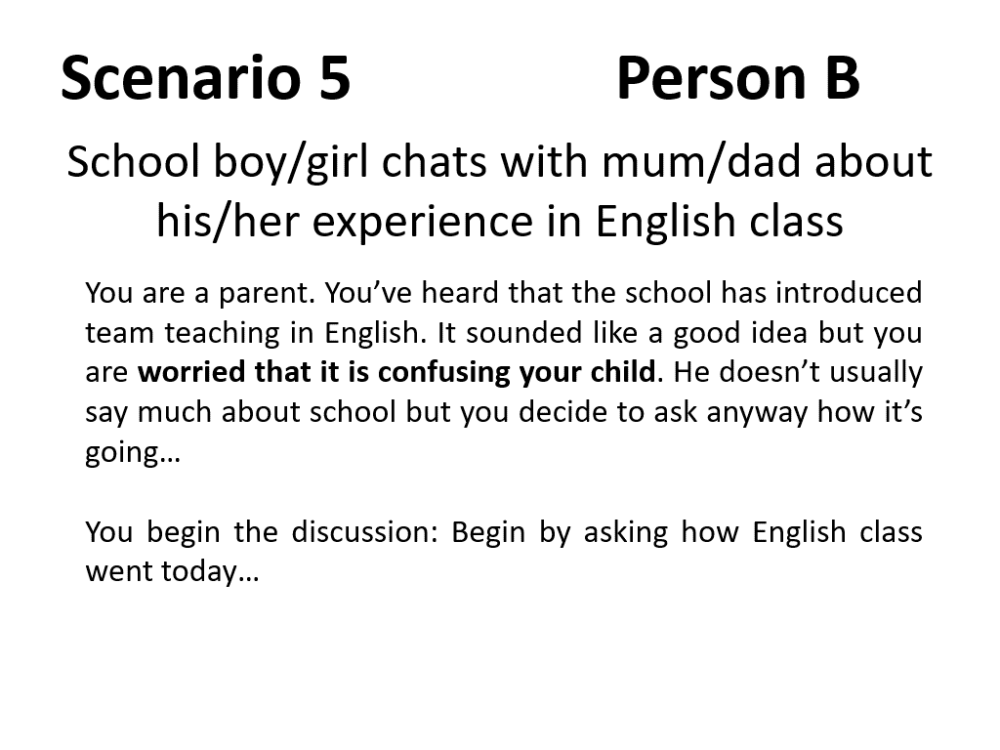 Scenario 5 Person B
School boy/girl chats with mum/dad about
his/her experience in English class
You are a parent. You’ve heard that the school has introduced
team teaching in English. It sounded like a good idea but you
are worried that it is confusing your child. He doesn’t usually
say much about school but you decide to ask anyway how it’s
going…
You begin the discussion: Begin by asking how English class
went today…